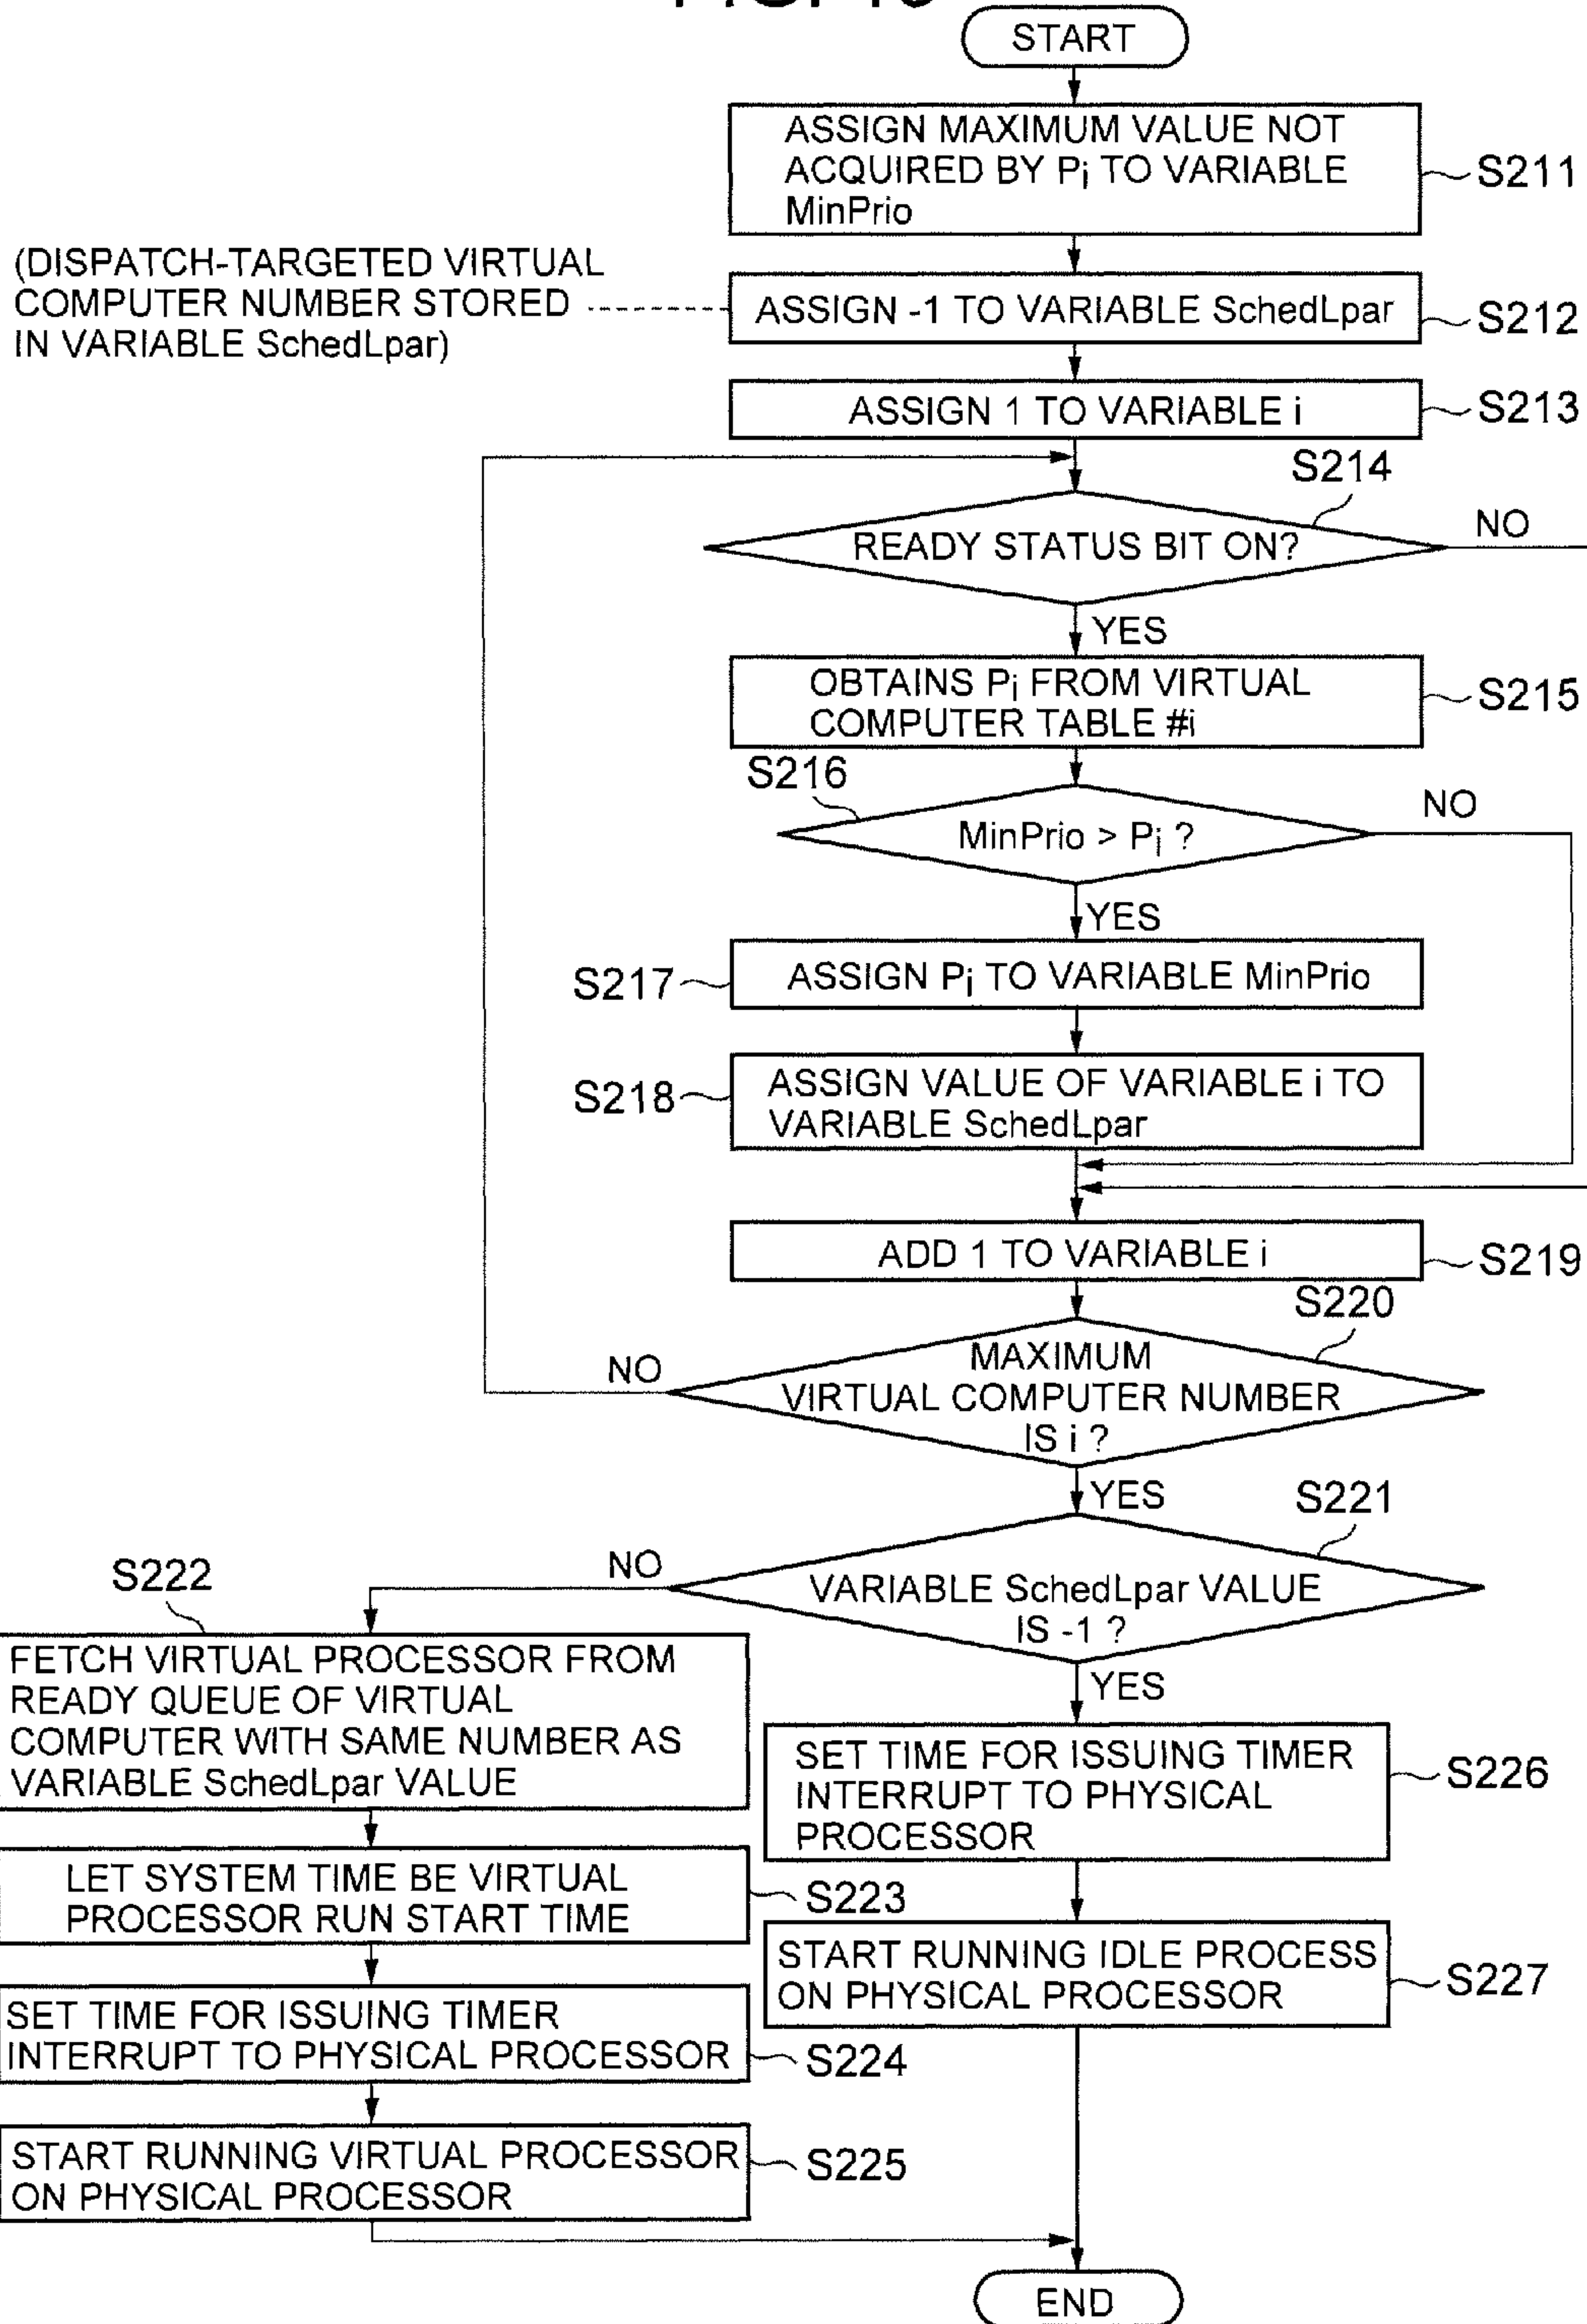 START
ASSIGN MAXIMUM VALUE NOT
ACQUIRED BY Pi TO VARIABLE
MinPrio
S211
(DISPATCH-TARGETED VIRTUAL
COMPUTER NUMBER STORED
IN VARIABLE SchedLpar)
ASSIGN -1 TO VARIABLE SchedLpar
S212
ASSIGN 1 TO VARIABLE i
S213
S214
READY STATUS BIT ON?
NO
YES
OBTAINS Pi FROM VIRTUAL
COMPUTER TABLE #i
S215
S216
MinPrio > Pi ?
NO
YES
S217
ASSIGN Pi TO VARIABLE MinPrio
S218
ASSIGN VALUE OF VARIABLE i TO
VARIABLE SchedLpar
ADD 1 TO VARIABLE i
S219
S220
MAXIMUM
VIRTUAL COMPUTER NUMBER
IS i ?
NO
YES
S221
VARIABLE SchedLpar VALUE
IS -1 ?
NO
YES
S222
FETCH VIRTUAL PROCESSOR FROM
READY QUEUE OF VIRTUAL
COMPUTER WITH SAME NUMBER AS
VARIABLE SchedLpar VALUE
LET SYSTEM TIME BE VIRTUAL
PROCESSOR RUN START TIME
S223
SET TIME FOR ISSUING TIMER
INTERRUPT TO PHYSICAL PROCESSOR
S224
START RUNNING VIRTUAL PROCESSOR
ON PHYSICAL PROCESSOR
S225
SET TIME FOR ISSUING TIMER
INTERRUPT TO PHYSICAL
PROCESSOR
S226
START RUNNING IDLE PROCESS
ON PHYSICAL PROCESSOR
S227
END